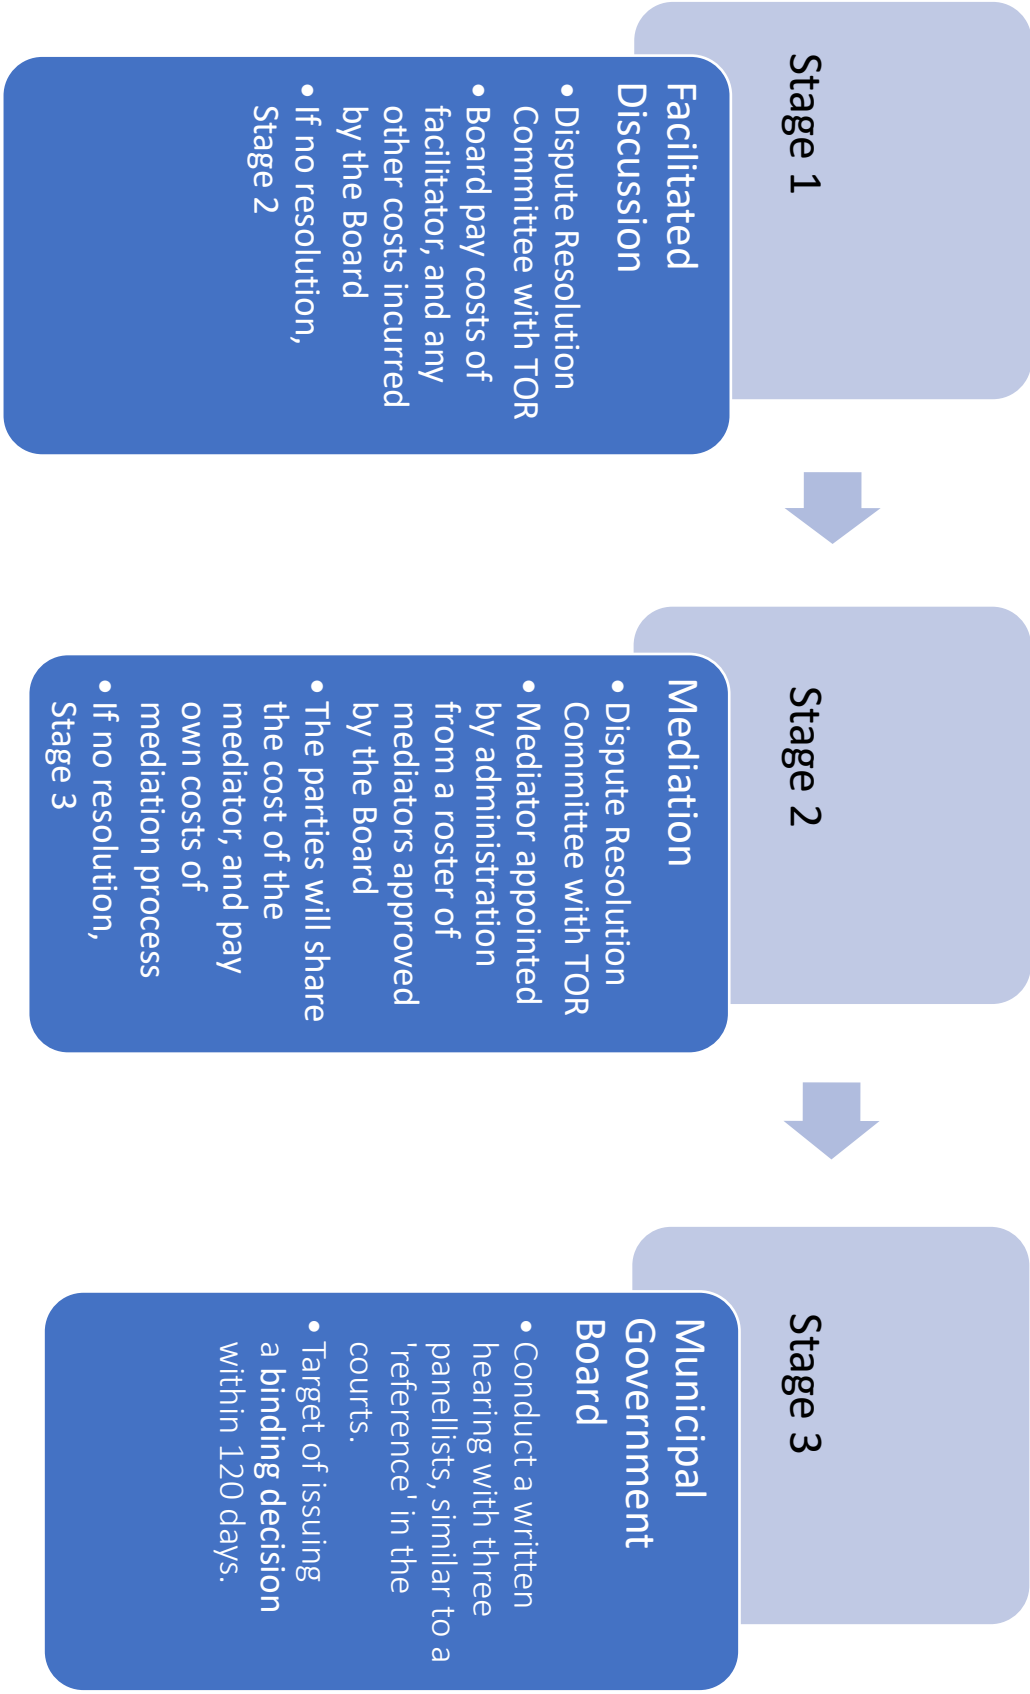 Stage 1
Facilitated
Discussion
• Dispute Resolution
Committee with TOR
• Board pay costs of
facilitator, and any
other costs incurred
by the Board
• If no resolution,
Stage 2
Stage 2
Mediation
• Dispute Resolution
Committee with TOR
• Mediator appointed
by administration
from a roster of
mediators approved
by the Board
• The parties will share
the cost of the
mediator, and pay
own costs of
mediation process
• If no resolution,
Stage 3
Stage 3
Municipal
Government
Board
• Conduct a written
hearing with three
panellists, similar to a
'reference' in the
courts.
• Target of issuing
a binding decision
within 120 days.